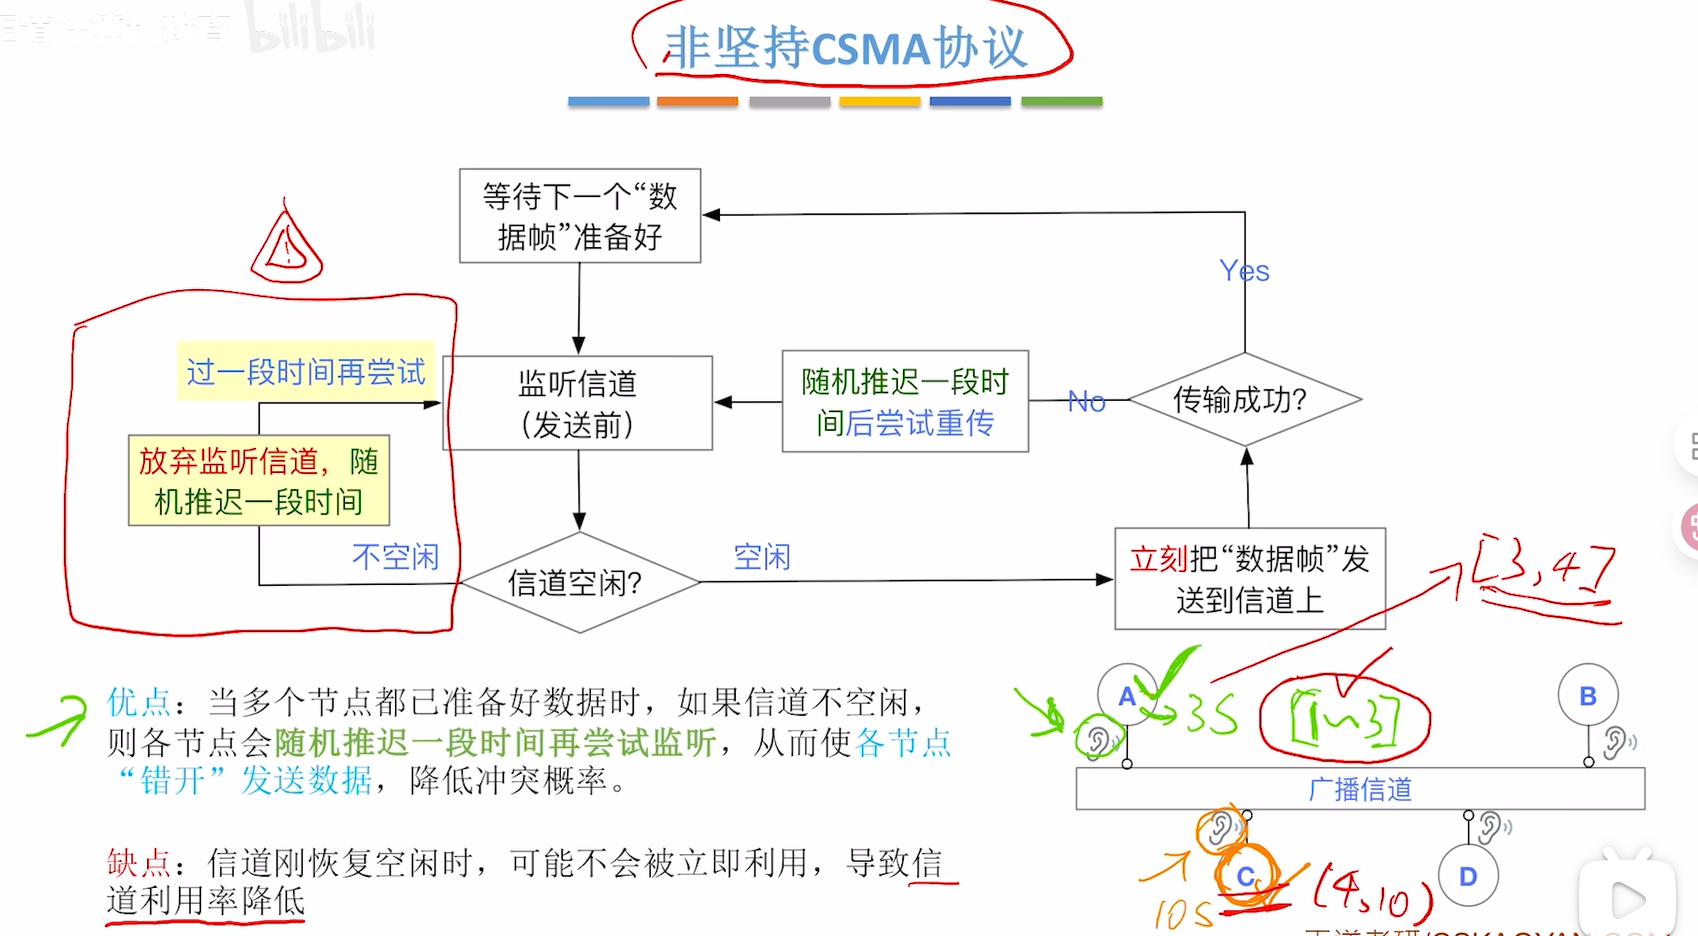 bilibili
非坚持CSMA协议
等待下一个“数
据帧”准备好
Yes
过一段时间再尝试
监听信道
（发送前）
随机推迟一段时
间后尝试重传
No
传输成功？
放弃监听信道，随
机推迟一段时间
不空闲
信道空闲？
空闲
立刻把“数据帧”发
送到信道上
[3,4]
优点：当多个节点都已准备好数据时，如果信道不空闲，
则各节点会随机推迟一段时间再尝试监听，从而使各节点
“错开”发送数据，降低冲突概率。
缺点：信道刚恢复空闲时，可能不会被立即利用，导致信
道利用率降低
A
3S
[1~3]
B
广播信道
C
D
10S
(4,10)